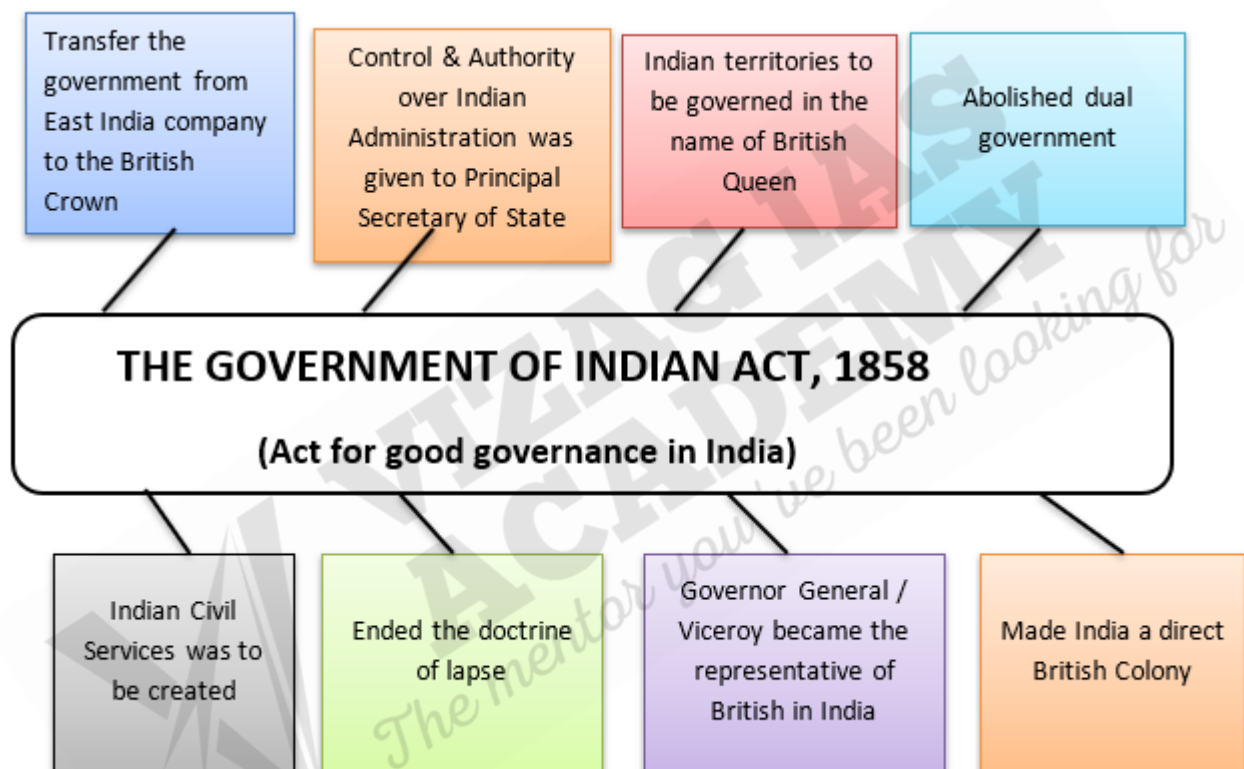 Transfer the
government from
East India company
to the British
Crown
Control & Authority
over Indian
Administration was
given to Principal
Secretary of State
Indian territories to
be governed in the
name of British
Queen
Abolished dual
government
THE GOVERNMENT OF INDIAN ACT, 1858
(Act for good governance in India)
Indian Civil
Services was to
be created
Ended the doctrine
of lapse
Governor General /
Viceroy became the
representative of
British in India
Made India a direct
British Colony
VIZAG IAS
ACADEMY
The mentor you've been looking for